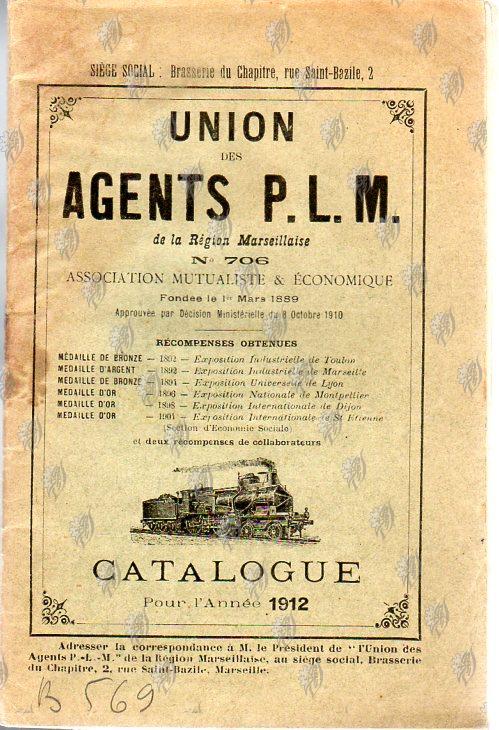 SIÈGE SOCIAL : Brasserie du Chapitre, rue Saint-Bazile, 2
UNION
DES
AGENTS P. L. M.
de la Région Marseillaise
N° 706
ASSOCIATION MUTUALISTE & ÉCONOMIQUE
Fondée le 1er Mars 1889
Approuvée par Décision Ministérielle du 8 Octobre 1910
RÉCOMPENSES OBTENUES
MÉDAILLE DE BRONZE — 1892 — Exposition Industrielle de Toulon
MÉDAILLE D'ARGENT — 1892 — Exposition Industrielle de Marseille
MÉDAILLE DE BRONZE — 1894 — Exposition Universelle de Lyon
MÉDAILLE D'OR — 1896 — Exposition Nationale de Montpellier
MÉDAILLE D'OR — 1898 — Exposition Internationale de Dijon
MÉDAILLE D'OR — 1904 — Exposition Internationale de St Etienne
(Section d'Economie Sociale)
et deux récompenses de collaborateurs
CATALOGUE
Pour l'Année 1912
Adresser la correspondance à M. le Président de "l'Union des
Agents P.-L.-M." de la Région Marseillaise, au siège social, Brasserie
du Chapitre, 2, rue Saint-Bazile, Marseille.
B 569